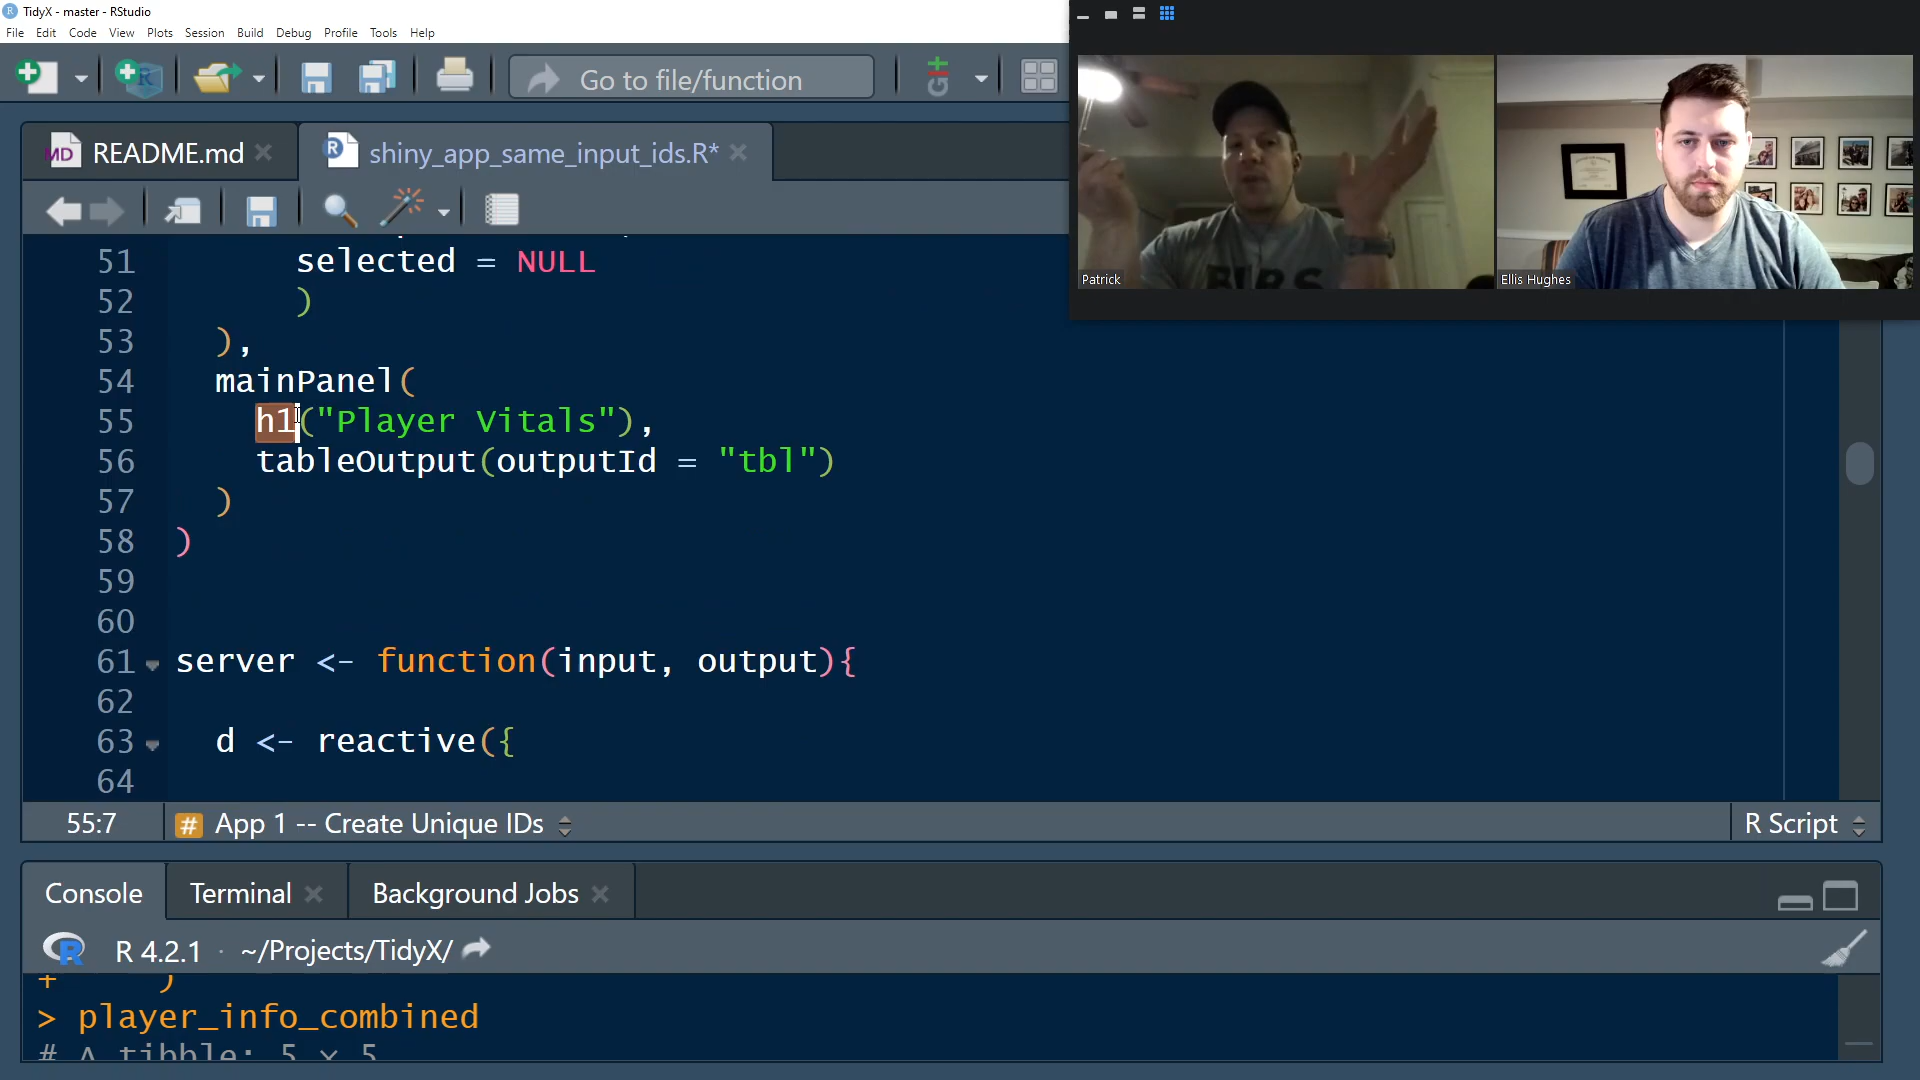 TidyX - master - RStudio
File Edit Code View Plots Session Build Debug Profile Tools Help
Go to file/function
README.md
shiny_app_same_input_ids.R*
51 selected = NULL
52 )
53 ),
54 mainPanel(
55 h1("Player Vitals"),
56 tableOutput(outputId = "tbl")
57 )
58 )
59
60
61 server <- function(input, output){
62
63 d <- reactive({
64
55:7 # App 1 -- Create Unique IDs R Script
Console Terminal Background Jobs
R 4.2.1 · ~/Projects/TidyX/
+ )
> player_info_combined
# A tibble: 5 × 5
Patrick
Ellis Hughes